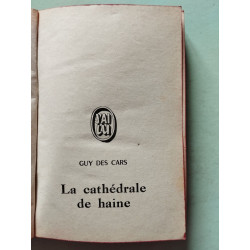 J'AI
LU
GUY DES CARS
La cathédrale
de haine